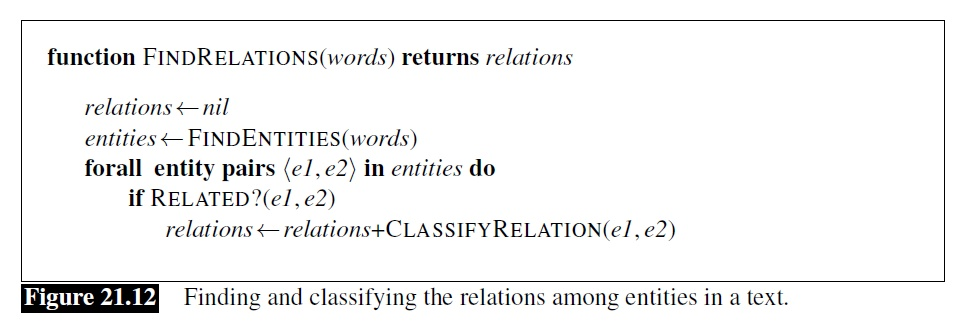 function FINDRELATIONS(words) returns relations
relations ← nil
entities ← FINDENTITIES(words)
forall entity pairs ⟨e1, e2⟩ in entities do
if RELATED?(e1, e2)
relations ← relations+CLASSIFYRELATION(e1, e2)
Figure 21.12 Finding and classifying the relations among entities in a text.